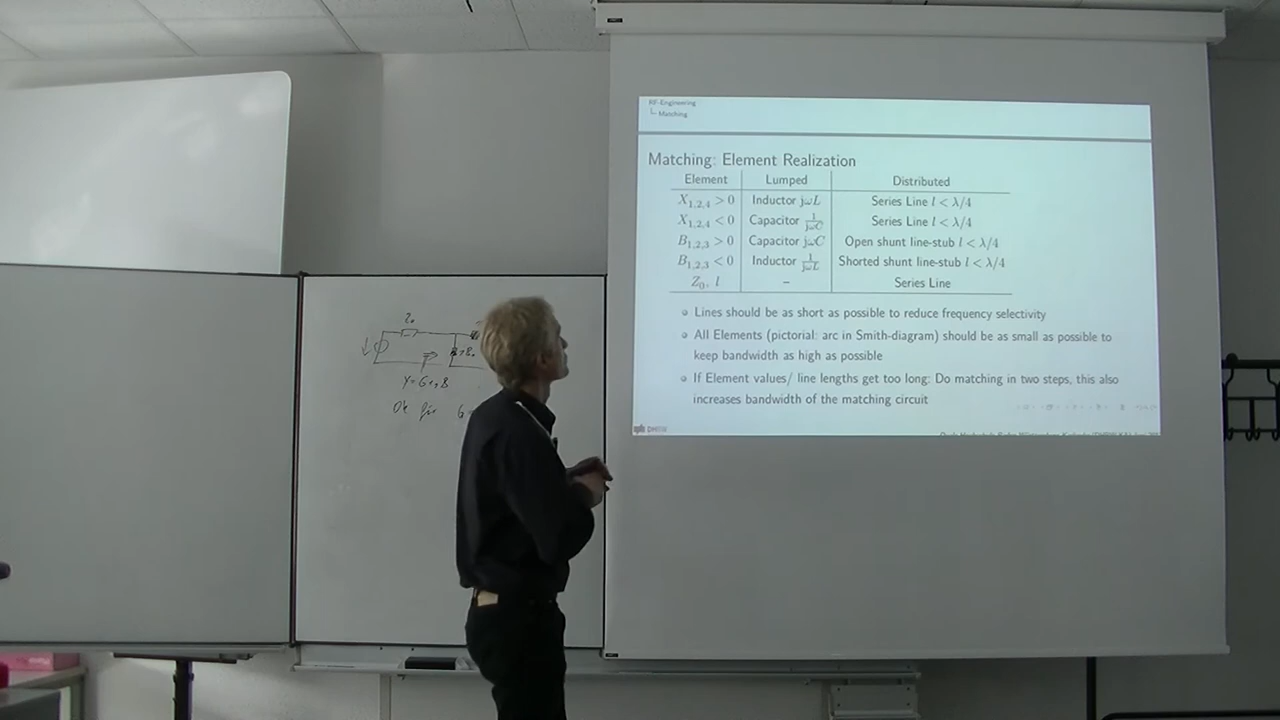 RF-Engineering
Matching
Matching: Element Realization
Element Lumped Distributed
X₁,₂,₄ > 0 Inductor jωL Series Line l < λ/4
X₁,₂,₄ < 0 Capacitor 1/jωC Series Line l < λ/4
B₁,₂,₃ > 0 Capacitor jωC Open shunt line-stub l < λ/4
B₁,₂,₃ < 0 Inductor 1/jωL Shorted shunt line-stub l < λ/4
Z₀, l – Series Line
• Lines should be as short as possible to reduce frequency selectivity
• All Elements (pictorial: arc in Smith-diagram) should be as small as possible to
keep bandwidth as high as possible
• If Element values/ line lengths get too long: Do matching in two steps, this also
increases bandwidth of the matching circuit
Z₀
Y=G+jB
Ok für G